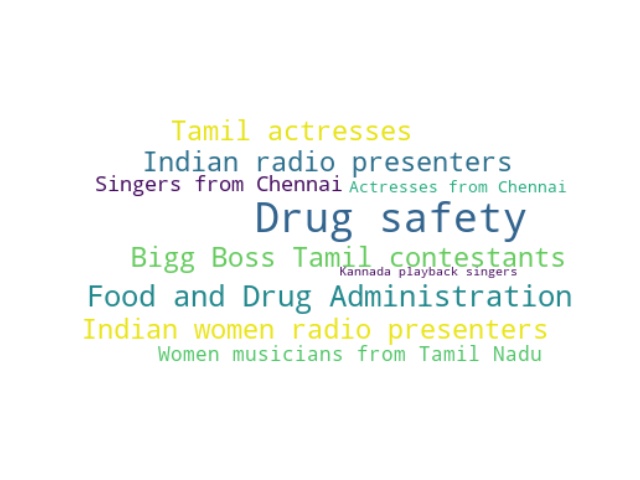 Tamil actresses
Indian radio presenters
Singers from Chennai
Actresses from Chennai
Drug safety
Bigg Boss Tamil contestants
Kannada playback singers
Food and Drug Administration
Indian women radio presenters
Women musicians from Tamil Nadu